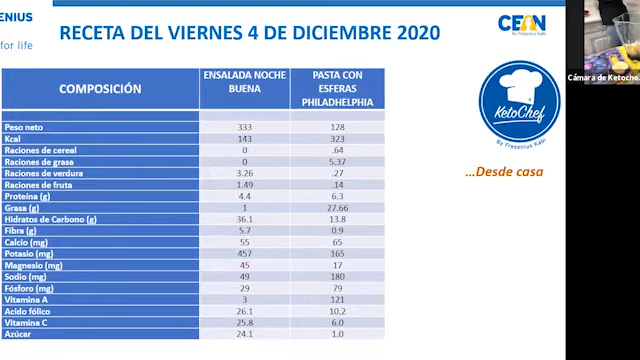 ENIUS
for life
RECETA DEL VIERNES 4 DE DICIEMBRE 2020
CEAN
By Fresenius Kabi
Cámara de Ketoche
COMPOSICIÓN ENSALADA NOCHE BUENA PASTA CON ESFERAS PHILADHELPHIA
Peso neto 333 128
Kcal 143 323
Raciones de cereal 0 .64
Raciones de grasa 0 5.37
Raciones de verdura 3.26 .27
Raciones de fruta 1.49 .14
Proteína (g) 4.4 6.3
Grasa (g) 1 27.66
Hidratos de Carbono (g) 36.1 13.8
Fibra (g) 5.7 0.9
Calcio (mg) 55 65
Potasio (mg) 457 165
Magnesio (mg) 45 17
Sodio (mg) 49 180
Fósforo (mg) 29 79
Vitamina A 3 121
Acido fólico 26.1 10.2
Vitamina C 25.8 6.0
Azúcar 24.1 1.0
KetoChef
By Fresenius Kabi
...Desde casa